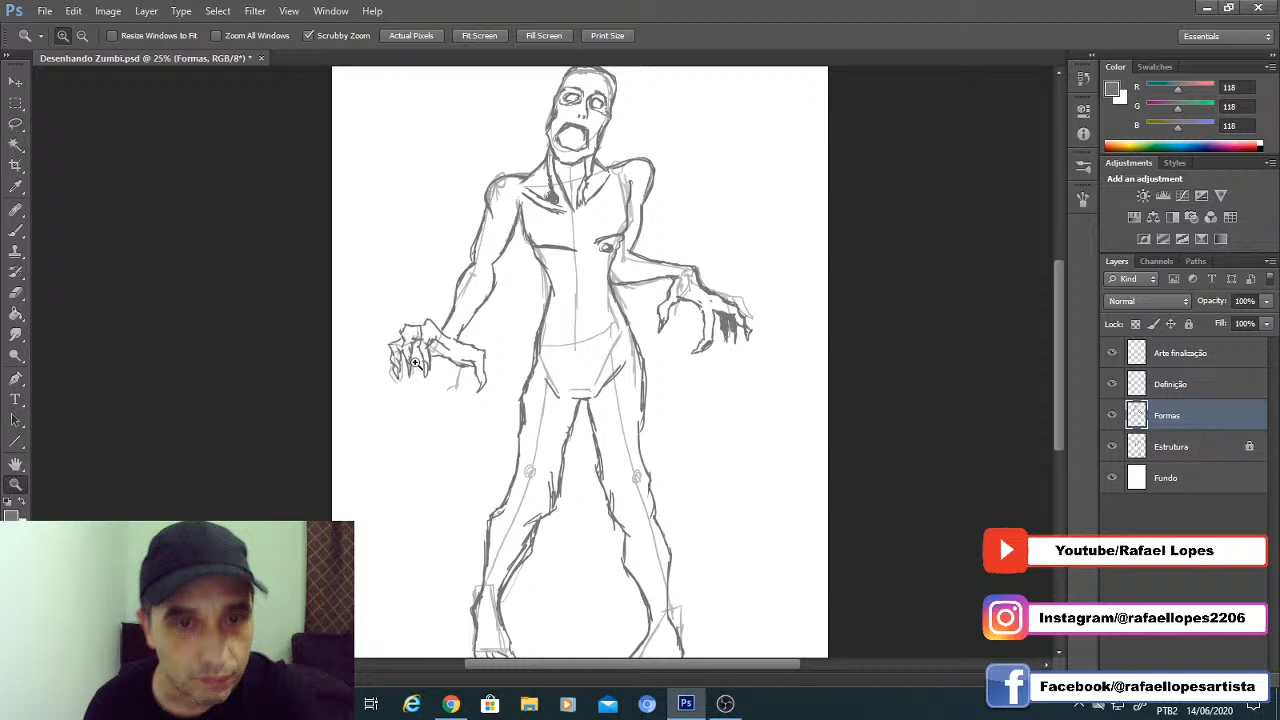 Ps File Edit Image Layer Type Select Filter View Window Help
Resize Windows to Fit Zoom All Windows Scrubby Zoom Actual Pixels Fit Screen Fill Screen Print Size Essentials
Desenhando Zumbi.psd @ 25% (Formas, RGB/8*) * ×
Color Swatches
R 118
G 118
B 118
Adjustments Styles
Add an adjustment
Layers Channels Paths
Kind
Normal Opacity: 100%
Lock: Fill: 100%
Arte finalização
Definição
Formas
Estrutura
Fundo
Youtube/Rafael Lopes
Instagram/@rafaellopes2206
f Facebook/@rafaellopesartista
Ps
PTB2 14/06/2020